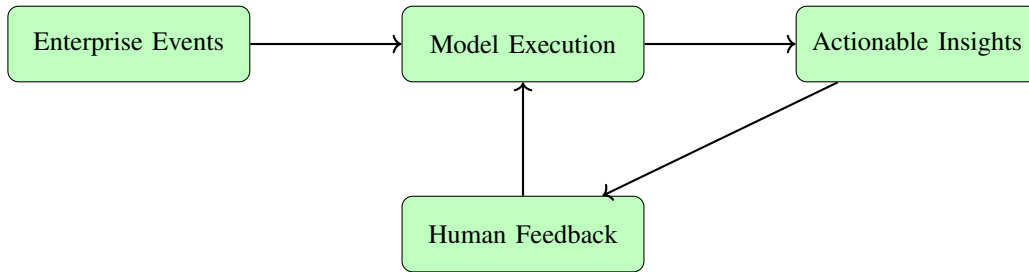 Enterprise Events
Model Execution
Actionable Insights
Human Feedback